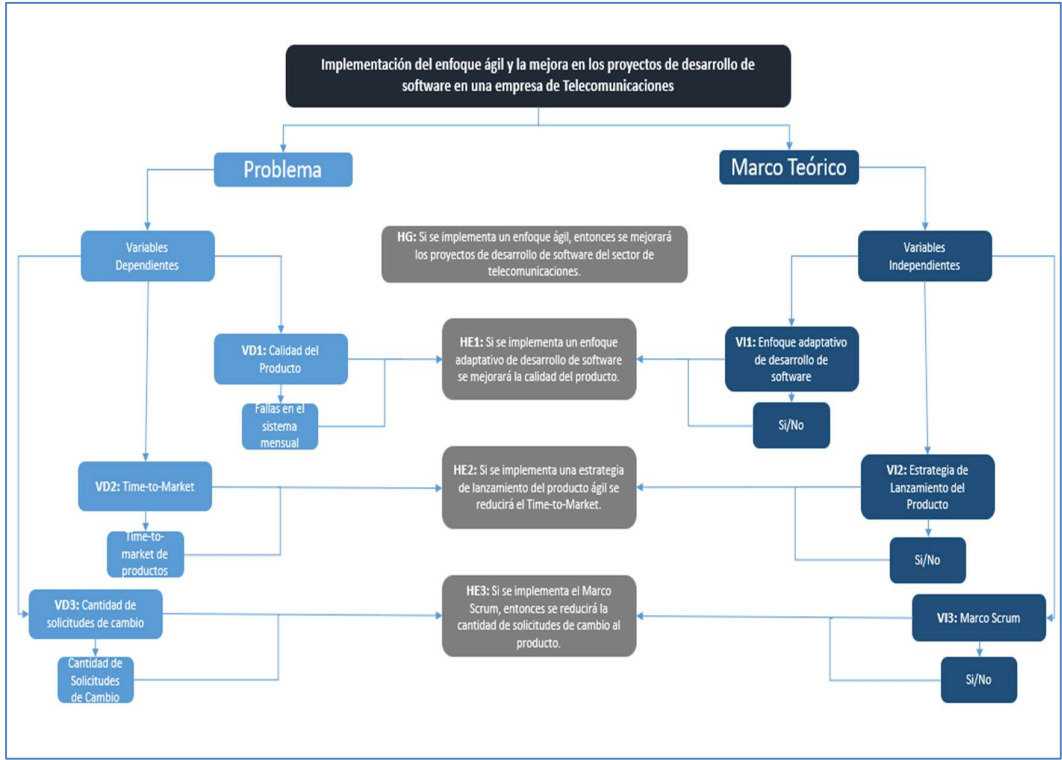 Implementación del enfoque ágil y la mejora en los proyectos de desarrollo de
software en una empresa de Telecomunicaciones
Problema
Marco Teórico
Variables
Dependientes
HG: Si se implementa un enfoque ágil, entonces se mejorará
los proyectos de desarrollo de software del sector de
telecomunicaciones.
Variables
Independientes
VD1: Calidad del
Producto
HE1: Si se implementa un enfoque
adaptativo de desarrollo de software
se mejorará la calidad del producto.
VI1: Enfoque adaptativo
de desarrollo de
software
Fallas en el
sistema
mensual
Si/No
VD2: Time-to-Market
HE2: Si se implementa una estrategia
de lanzamiento del producto ágil se
reducirá el Time-to-Market.
VI2: Estrategia de
Lanzamiento del
Producto
Time-to-
market de
productos
Si/No
VD3: Cantidad de
solicitudes de cambio
HE3: Si se implementa el Marco
Scrum, entonces se reducirá la
cantidad de solicitudes de cambio al
producto.
VI3: Marco Scrum
Cantidad de
Solicitudes
de Cambio
Si/No